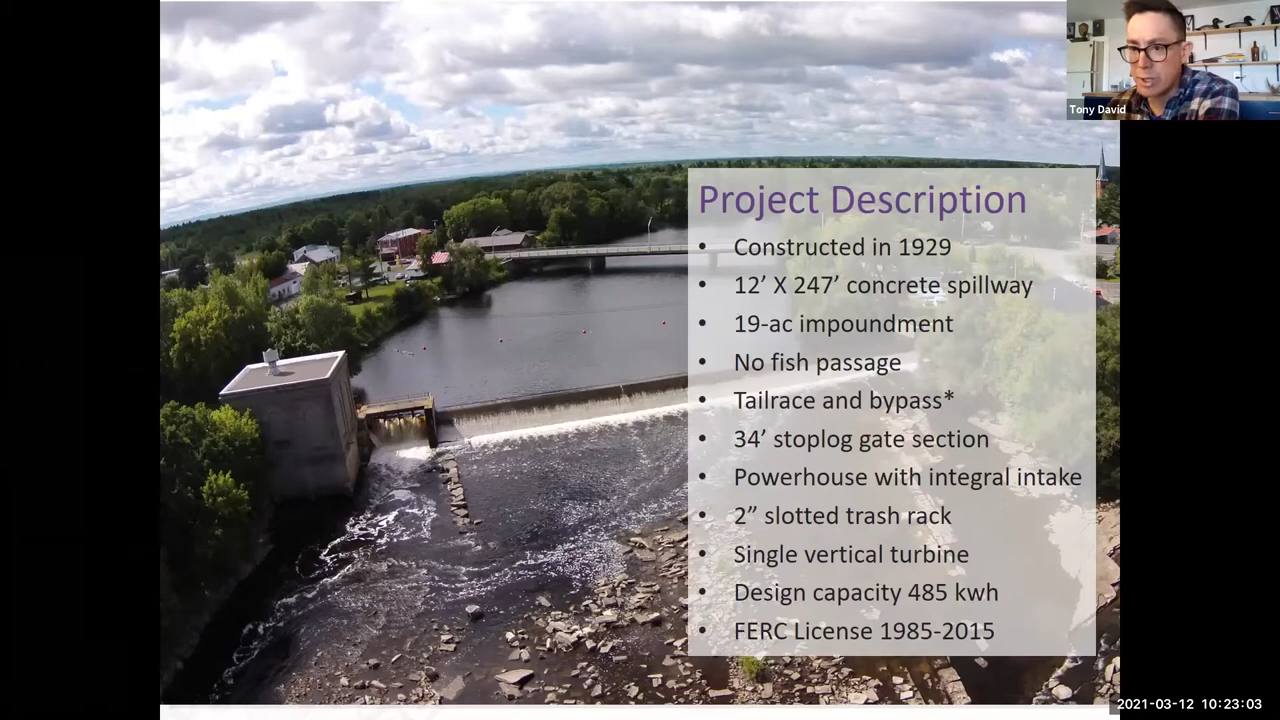 Tony David
Project Description
• Constructed in 1929
• 12’ X 247’ concrete spillway
• 19-ac impoundment
• No fish passage
• Tailrace and bypass*
• 34’ stoplog gate section
• Powerhouse with integral intake
• 2” slotted trash rack
• Single vertical turbine
• Design capacity 485 kwh
• FERC License 1985-2015
2021-03-12 10:23:03